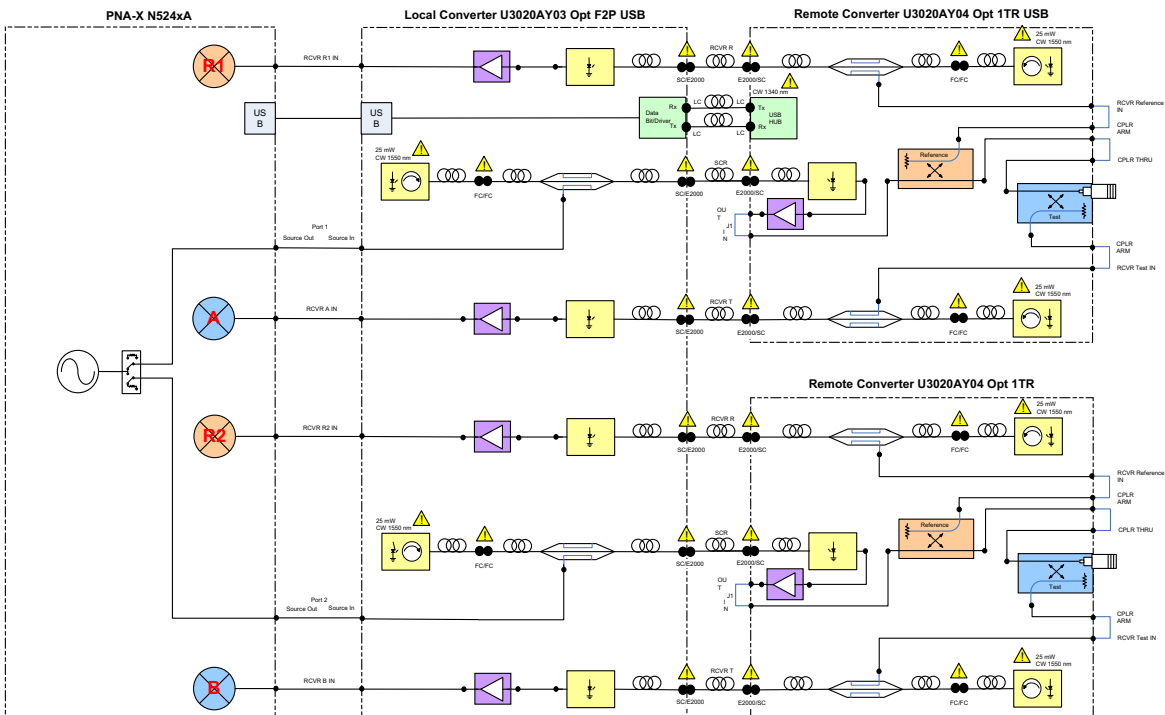 PNA-X N524xA
Local Converter U3020AY03 Opt F2P USB
Remote Converter U3020AY04 Opt 1TR USB
R1
RCVR R1 IN
SC/E2000
RCVR R
E2000/SC
FC/FC
25 mW
CW 1550 nm
US
B
US
B
Data
Bit/Driver
Rx
Tx
LC
LC
LC
LC
CW 1340 nm
Tx
Rx
USB
HUB
RCVR Reference
IN
CPLR
ARM
CPLR THRU
25 mW
CW 1550 nm
FC/FC
SC/E2000
SCR
E2000/SC
Reference
OU
T
J1
I
N
Test
Port 1
Source Out
Source In
CPLR
ARM
RCVR Test IN
A
RCVR A IN
SC/E2000
RCVR T
E2000/SC
FC/FC
25 mW
CW 1550 nm
Remote Converter U3020AY04 Opt 1TR
R2
RCVR R2 IN
SC/E2000
RCVR R
E2000/SC
FC/FC
25 mW
CW 1550 nm
RCVR Reference
IN
CPLR
ARM
CPLR THRU
25 mW
CW 1550 nm
FC/FC
SC/E2000
SCR
E2000/SC
Reference
OU
T
J1
I
N
Test
Port 2
Source Out
Source In
CPLR
ARM
RCVR Test IN
B
RCVR B IN
SC/E2000
RCVR T
E2000/SC
FC/FC
25 mW
CW 1550 nm